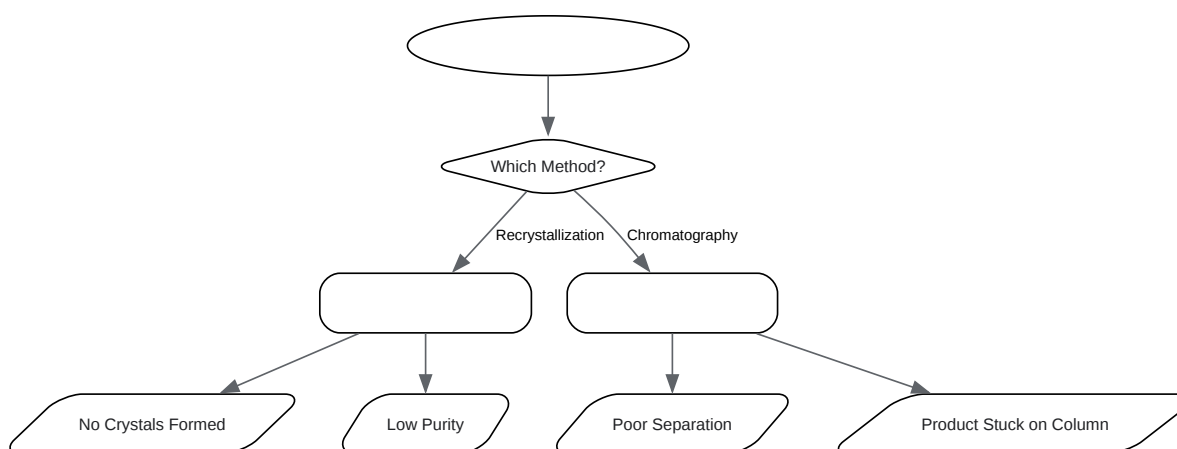 Which Method?
Recrystallization
Chromatography
No Crystals Formed
Low Purity
Poor Separation
Product Stuck on Column